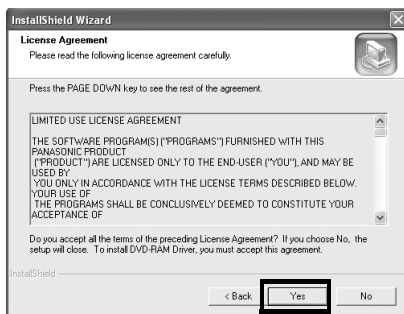 InstallShield Wizard
License Agreement
Please read the following license agreement carefully.
Press the PAGE DOWN key to see the rest of the agreement.
LIMITED USE LICENSE AGREEMENT
THE SOFTWARE PROGRAM(S) ("PROGRAMS") FURNISHED WITH THIS
PANASONIC PRODUCT
("PRODUCT") ARE LICENSED ONLY TO THE END-USER ("YOU"), AND MAY BE
USED BY
YOU ONLY IN ACCORDANCE WITH THE LICENSE TERMS DESCRIBED BELOW.
YOUR USE OF
THE PROGRAMS SHALL BE CONCLUSIVELY DEEMED TO CONSTITUTE YOUR
ACCEPTANCE OF
Do you accept all the terms of the preceding License Agreement? If you choose No, the
setup will close. To install DVD-RAM Driver, you must accept this agreement.
InstallShield
< Back Yes No